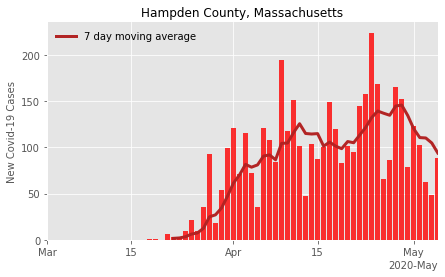 Hampden County, Massachusetts
7 day moving average
New Covid-19 Cases
200
150
100
50
0
Mar 15 Apr 15 May
2020-May